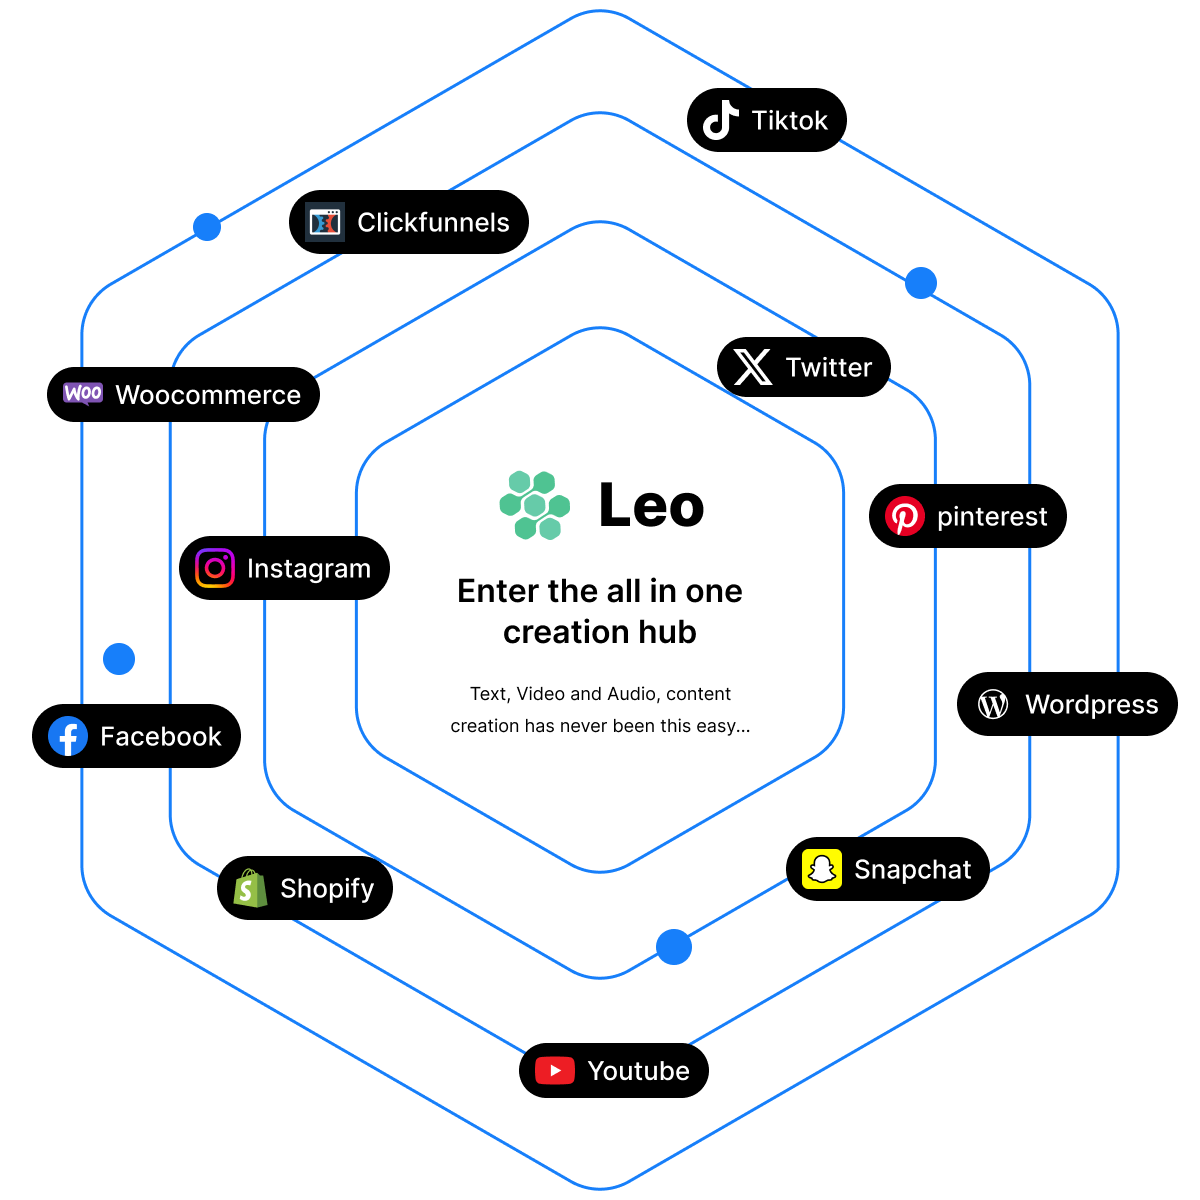 Tiktok
Clickfunnels
Twitter
WOO Woocommerce
Leo
pinterest
Instagram
Enter the all in one
creation hub
Text, Video and Audio, content
creation has never been this easy...
Wordpress
Facebook
Snapchat
Shopify
Youtube